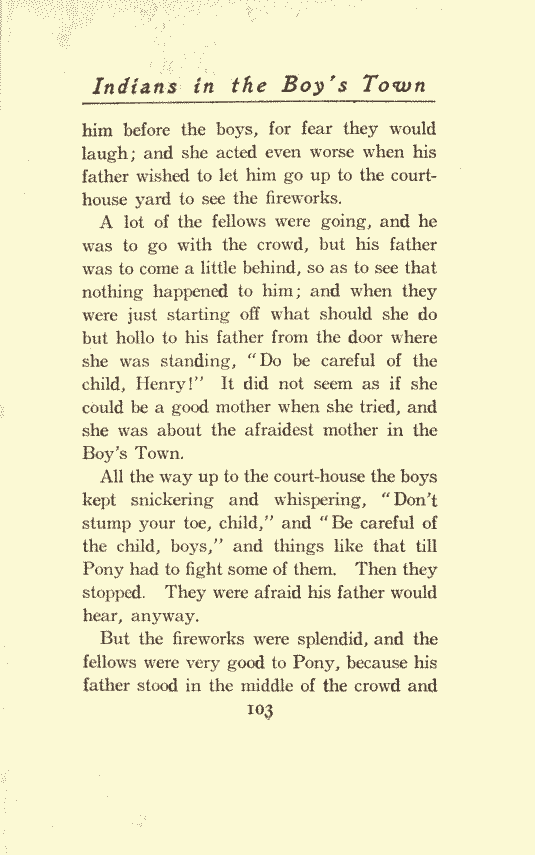 Indians in the Boy's Town
him before the boys, for fear they would
laugh; and she acted even worse when his
father wished to let him go up to the court-
house yard to see the fireworks.
A lot of the fellows were going, and he
was to go with the crowd, but his father
was to come a little behind, so as to see that
nothing happened to him; and when they
were just starting off what should she do
but hollo to his father from the door where
she was standing, "Do be careful of the
child, Henry!" It did not seem as if she
could be a good mother when she tried, and
she was about the afraidest mother in the
Boy's Town.
All the way up to the court-house the boys
kept snickering and whispering, "Don't
stump your toe, child," and "Be careful of
the child, boys," and things like that till
Pony had to fight some of them. Then they
stopped. They were afraid his father would
hear, anyway.
But the fireworks were splendid, and the
fellows were very good to Pony, because his
father stood in the middle of the crowd and
103